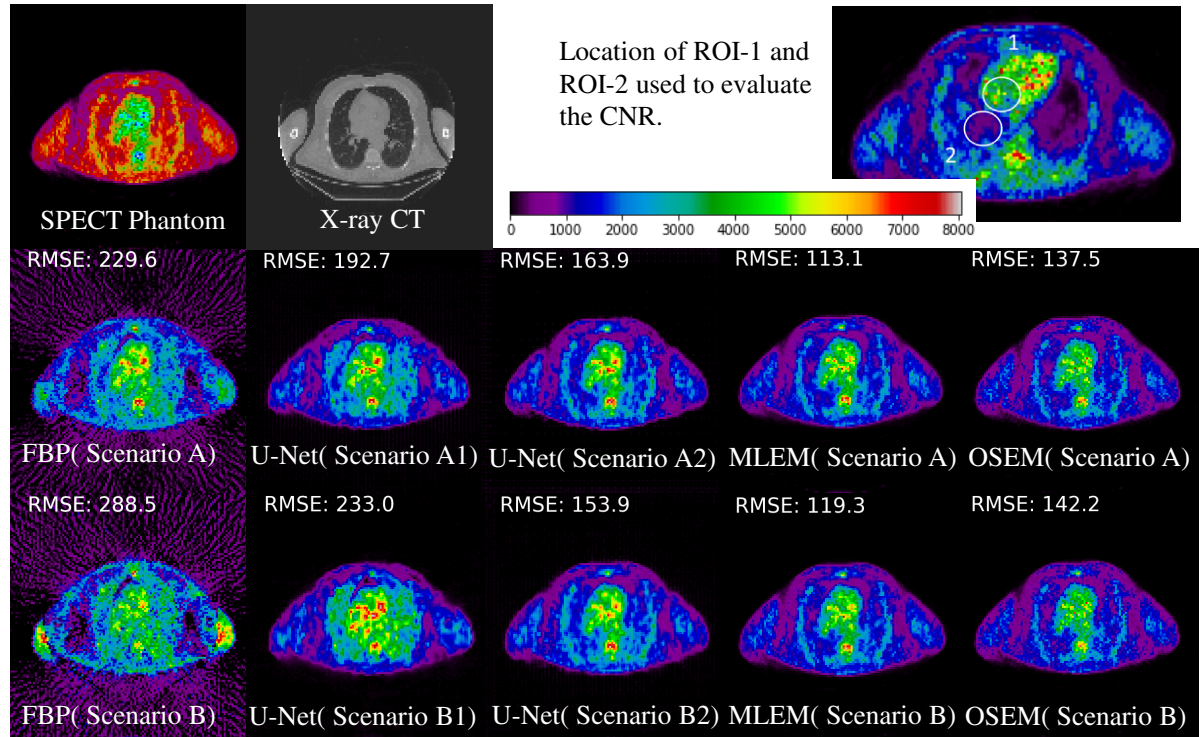 Location of ROI-1 and
ROI-2 used to evaluate
the CNR.
1
2
SPECT Phantom
X-ray CT
0 1000 2000 3000 4000 5000 6000 7000 8000
RMSE: 229.6
RMSE: 192.7
RMSE: 163.9
RMSE: 113.1
RMSE: 137.5
FBP( Scenario A)
U-Net( Scenario A1)
U-Net( Scenario A2)
MLEM( Scenario A)
OSEM( Scenario A)
RMSE: 288.5
RMSE: 233.0
RMSE: 153.9
RMSE: 119.3
RMSE: 142.2
FBP( Scenario B)
U-Net( Scenario B1)
U-Net( Scenario B2)
MLEM( Scenario B)
OSEM( Scenario B)